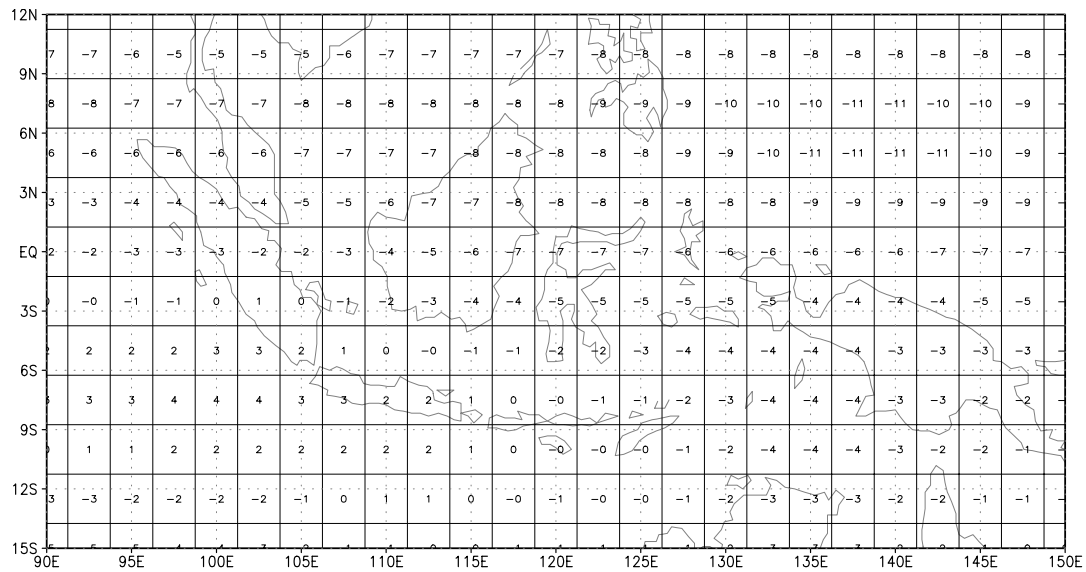 12N
7 -7 -6 -5 -5 -5 -5 -6 -7 -7 -7 -7 -7 -8 -8 -8 -8 -8 -8 -8 -8 -8 -8 -8
9N
8 -8 -7 -7 -7 -7 -8 -8 -8 -8 -8 -8 -8 -9 -9 -9 -10 -10 -10 -11 -11 -10 -10 -9
6N
6 -6 -6 -6 -6 -6 -7 -7 -7 -7 -8 -8 -8 -8 -8 -9 -9 -10 -11 -11 -11 -11 -10 -9
3N
3 -3 -4 -4 -4 -4 -5 -5 -6 -7 -7 -8 -8 -8 -8 -8 -8 -8 -9 -9 -9 -9 -9 -8
EQ 2 -2 -3 -3 -3 -2 -2 -3 -4 -5 -6 -7 -7 -7 -7 -6 -6 -6 -6 -6 -6 -7 -7 -7
-0 -1 -1 0 1 0 -1 -2 -3 -4 -4 -5 -5 -5 -5 -5 -5 -4 -4 -4 -4 -5 -5
3S
2 2 2 2 3 3 2 1 0 -0 -1 -1 -2 -2 -3 -4 -4 -4 -4 -4 -3 -3 -3 -3
6S
3 3 3 4 4 4 3 3 2 2 1 0 -0 -1 -1 -2 -3 -4 -4 -4 -3 -3 -2 -2
9S
1 1 2 2 2 2 2 2 2 1 0 -0 -0 -0 -1 -2 -4 -4 -4 -3 -2 -2 -1
12S
3 -3 -2 -2 -2 -2 -1 0 1 1 0 -0 -1 -0 -0 -1 -2 -3 -3 -3 -2 -2 -1 -1
15S
90E 95E 100E 105E 110E 115E 120E 125E 130E 135E 140E 145E 150E